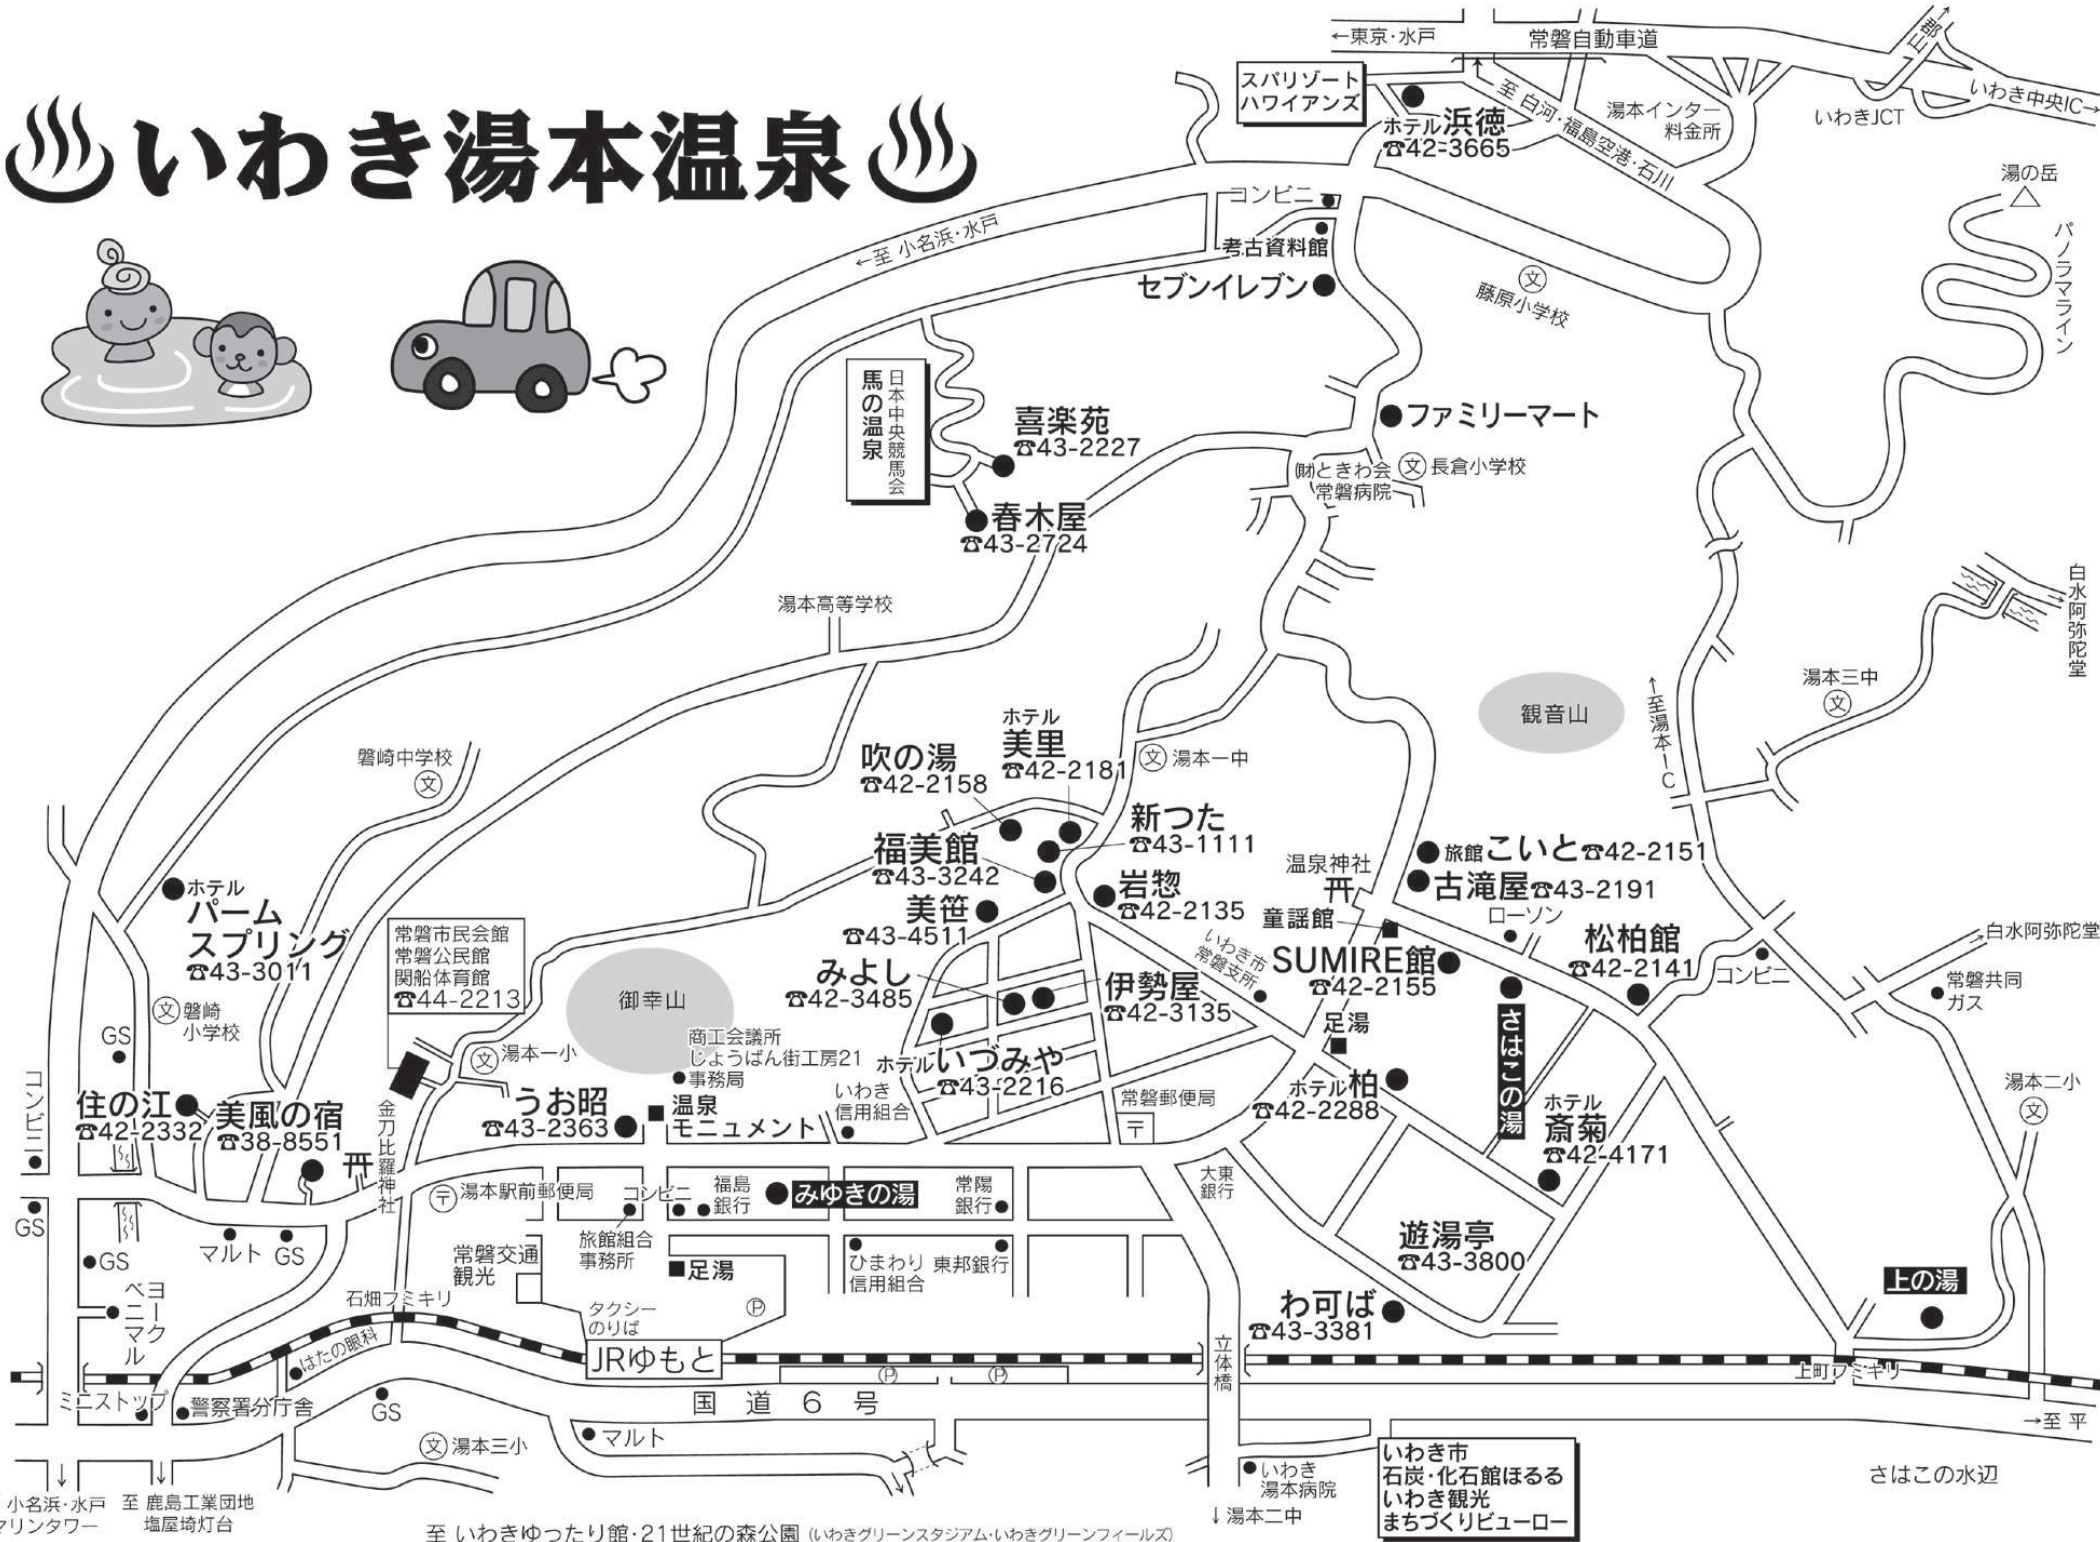 いわき湯本温泉
←東京・水戸
常磐自動車道
至郡山
いわき中央IC→
スパリゾート
ハワイアンズ
ホテル浜徳
☎42-3665
至 白河・福島空港・石川
湯本インター
料金所
いわきJCT
湯の岳
パノラマライン
←至 小名浜・水戸
コンビニ
考古資料館
セブンイレブン
文
藤原小学校
日本中央競馬会
馬の温泉
喜楽苑
☎43-2227
春木屋
☎43-2724
ファミリーマート
(財)ときわ会
常磐病院
文 長倉小学校
湯本高等学校
白水阿弥陀堂
湯本三中
文
観音山
←至湯本IC
磐崎中学校
文
ホテル
美里
☎42-2181
吹の湯
☎42-2158
文 湯本一中
新つた
☎43-1111
福美館
☎43-3242
岩惣
☎42-2135
美笹
☎43-4511
温泉神社
童謡館
旅館こいと☎42-2151
古滝屋☎43-2191
ローソン
松柏館
☎42-2141
コンビニ
白水阿弥陀堂
常磐共同
ガス
ホテル
パーム
スプリング
☎43-3011
常磐市民会館
常磐公民館
関船体育館
☎44-2213
御幸山
みよし
☎42-3485
伊勢屋
☎42-3135
いわき市
常磐支所
SUMIRE館
☎42-2155
足湯
さはこの湯
文 磐崎
小学校
GS
文 湯本一小
商工会議所
じょうばん街工房21
事務局
ホテルいづみや
☎43-2216
いわき
信用組合
常磐郵便局
〒
ホテル柏
☎42-2288
ホテル
斎菊
☎42-4171
湯本二小
文
コンビニ
住の江
☎42-2332
美風の宿
☎38-8551
金刀比羅神社
うお昭
☎43-2363
温泉
モニュメント
〒 湯本駅前郵便局
コンビニ
福島
銀行
みゆきの湯
常陽
銀行
大東
銀行
GS
GS
マルト
GS
常磐交通
観光
旅館組合
事務所
足湯
ひまわり
信用組合
東邦銀行
遊湯亭
☎43-3800
上の湯
ベニーマクル
ヨ
石畑フミキリ
タクシー
のりば
P
わ可ば
☎43-3381
はたの眼科
JRゆもと
P
P
立体橋
上町フミキリ
ミニストップ
警察署分庁舎
GS
国道6号
→至 平
マルト
文 湯本三小
いわき
湯本病院
いわき市
石炭・化石館ほるる
いわき観光
まちづくりビューロー
さはこの水辺
小名浜・水戸
マリンタワー
至 鹿島工業団地
塩屋埼灯台
↓湯本二中
至 いわきゆったり館・21世紀の森公園 (いわきグリーンスタジアム・いわきグリーンフィールズ)